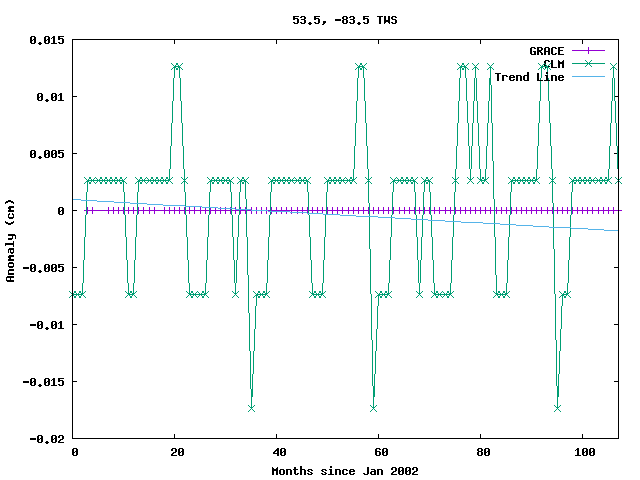 53.5, -83.5 TWS
GRACE
CLM
Trend Line
0.015
0.01
0.005
0
-0.005
-0.01
-0.015
-0.02
Anomaly (cm)
0 20 40 60 80 100
Months since Jan 2002